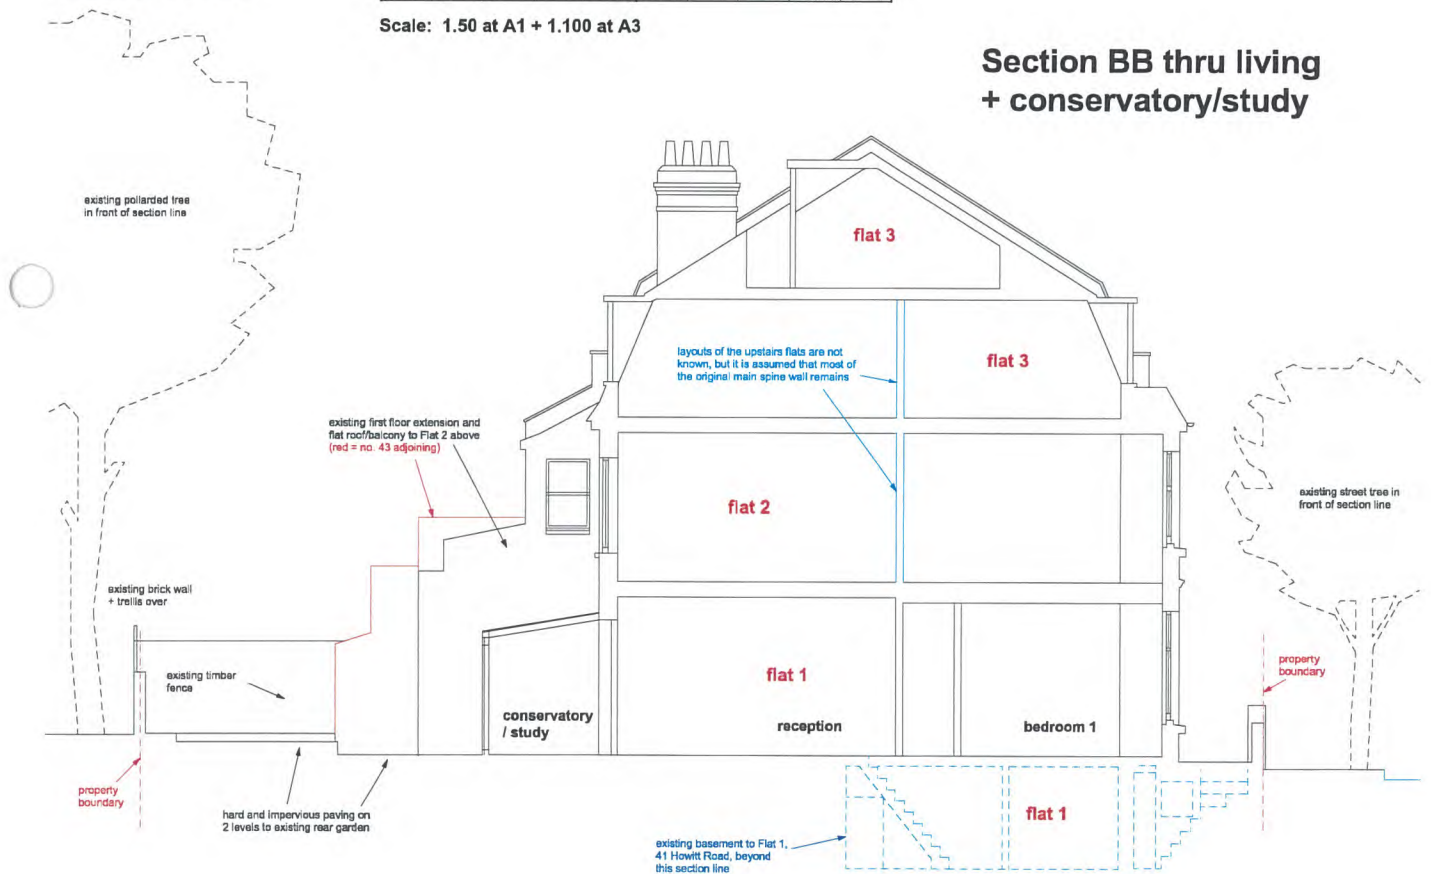 Scale: 1.50 at A1 + 1.100 at A3
Section BB thru living
+ conservatory/study
existing pollarded tree
in front of section line
flat 3
layouts of the upstairs flats are not
known, but it is assumed that most of
the original main spine wall remains
flat 3
existing first floor extension and
flat roof/balcony to Flat 2 above
(red = no. 43 adjoining)
flat 2
existing street tree in
front of section line
existing brick wall
+ trellis over
existing timber
fence
flat 1
property
boundary
conservatory
/ study
reception
bedroom 1
property
boundary
hard and impervious paving on
2 levels to existing rear garden
flat 1
existing basement to Flat 1,
41 Howitt Road, beyond
this section line